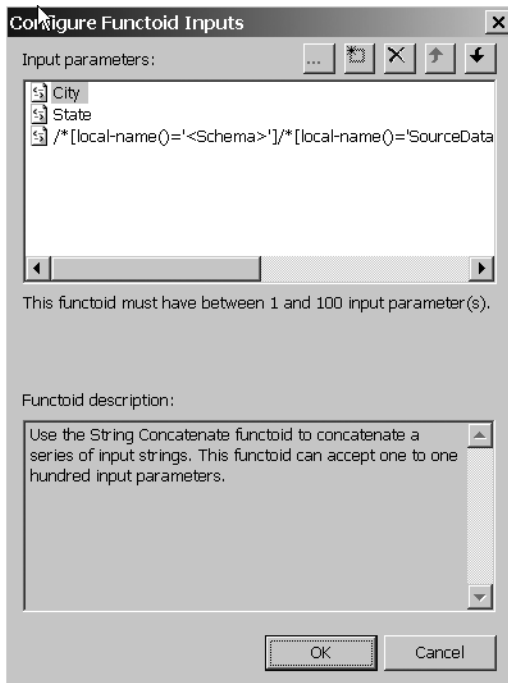 Configure Functoid Inputs
Input parameters:
...
City
State
/*[local-name()='<Schema>']/*[local-name()='SourceData
This functoid must have between 1 and 100 input parameter(s).
Functoid description:
Use the String Concatenate functoid to concatenate a
series of input strings. This functoid can accept one to one
hundred input parameters.
OK
Cancel